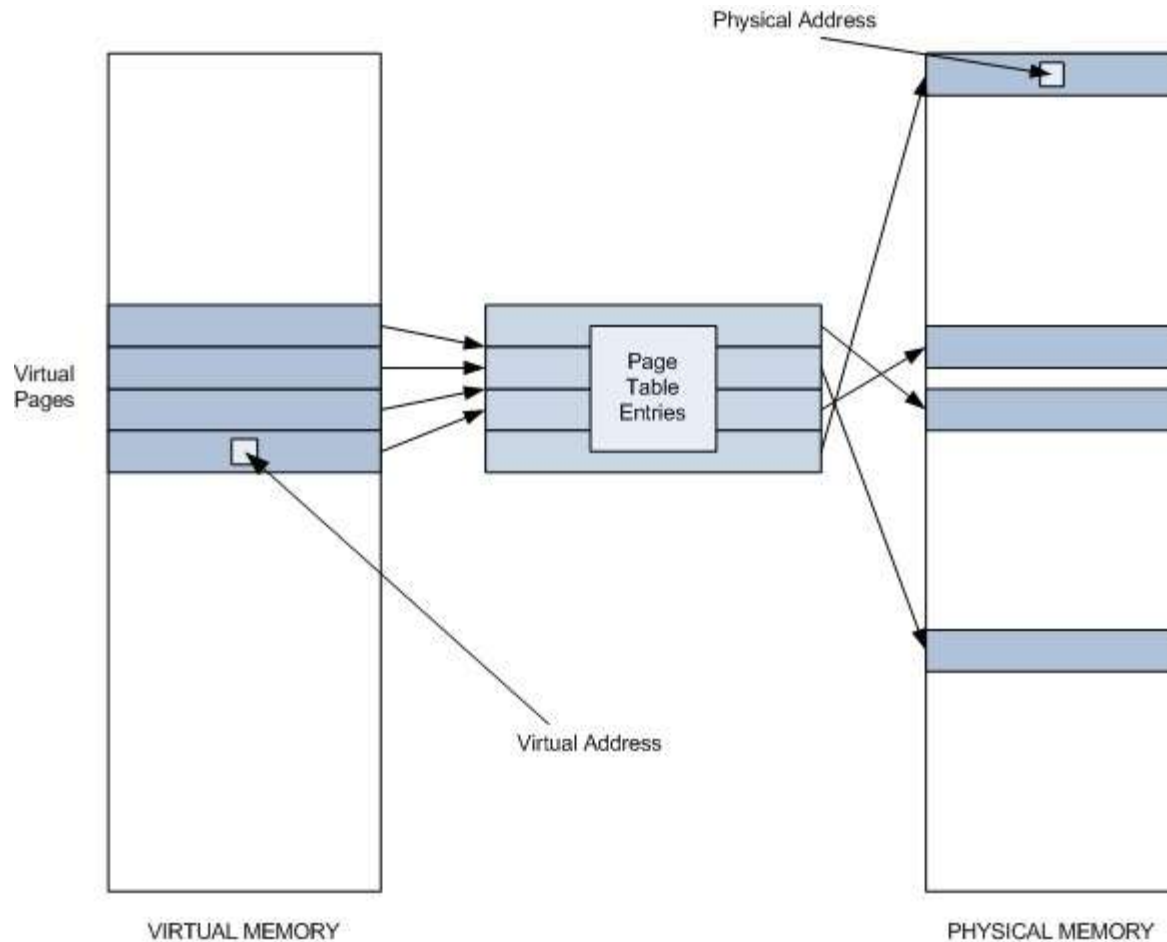 Physical Address
Virtual
Pages
Page
Table
Entries
Virtual Address
VIRTUAL MEMORY
PHYSICAL MEMORY